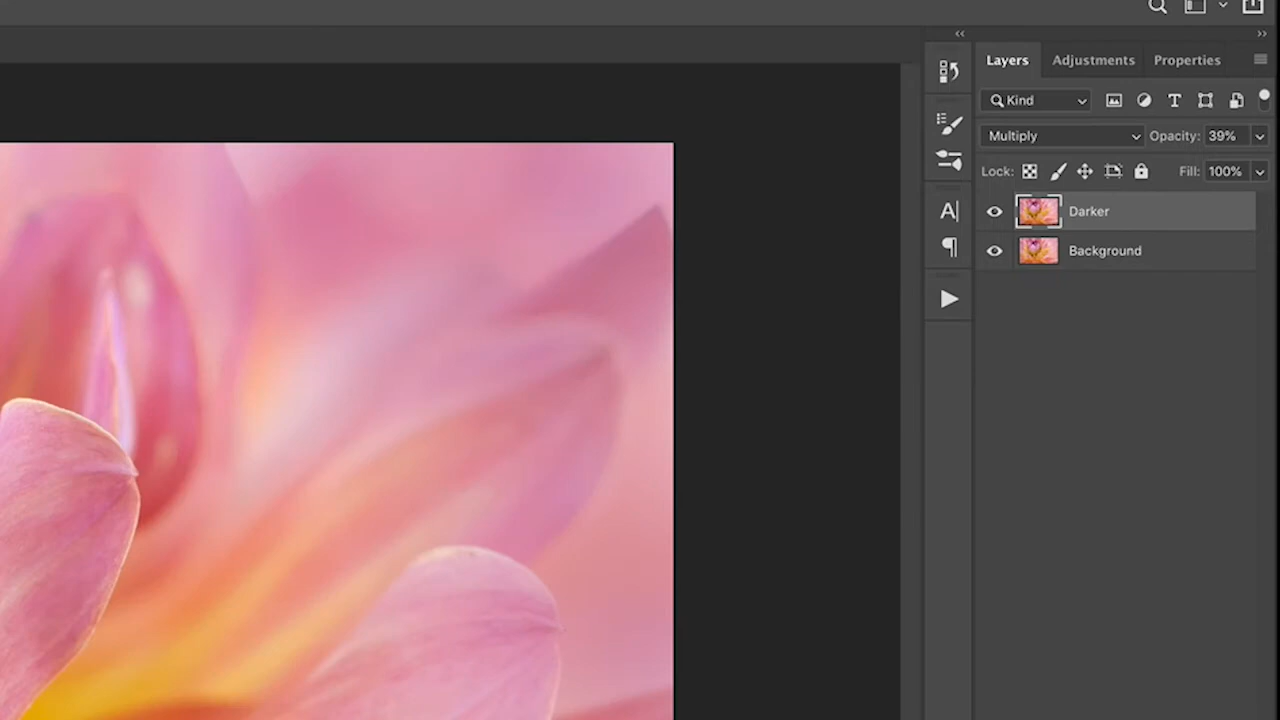 Layers Adjustments Properties
Kind
Multiply Opacity: 39%
Lock: Fill: 100%
Darker
Background